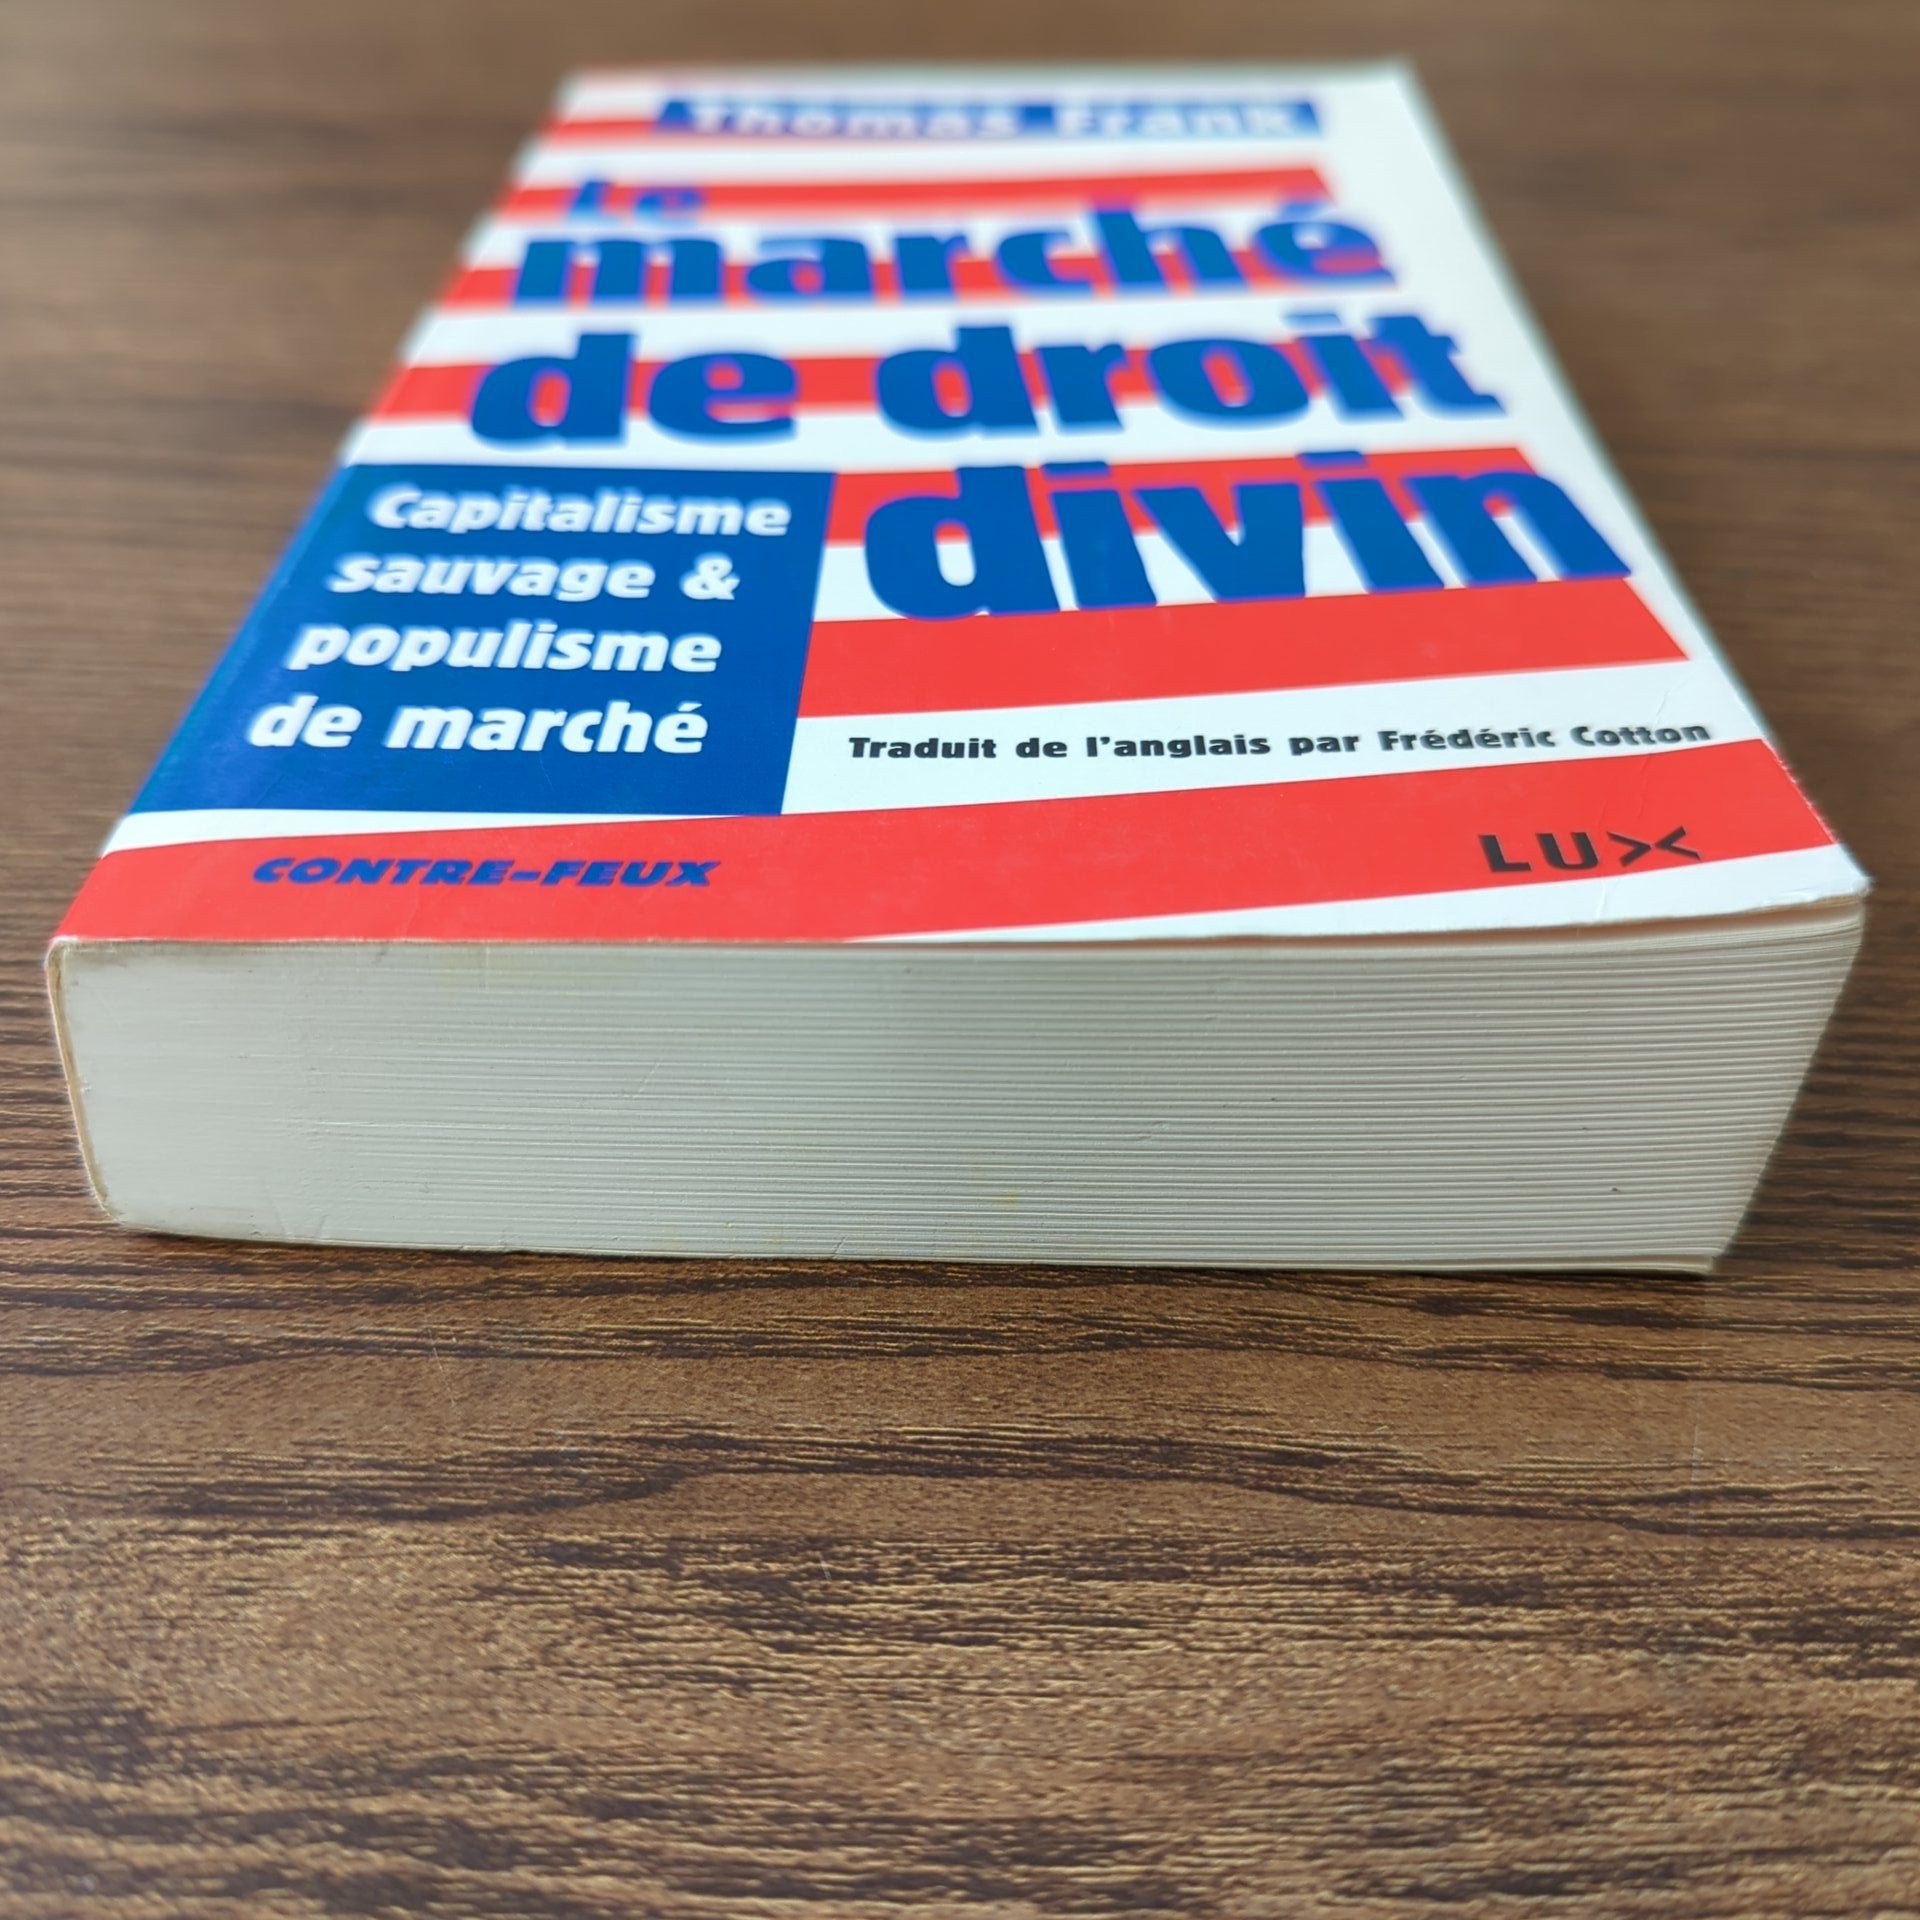 Thomas Frank
Le
marché
de droit
divin
Capitalisme
sauvage &
populisme
de marché
Traduit de l'anglais par Frédéric Cotton
CONTRE-FEUX
LUX